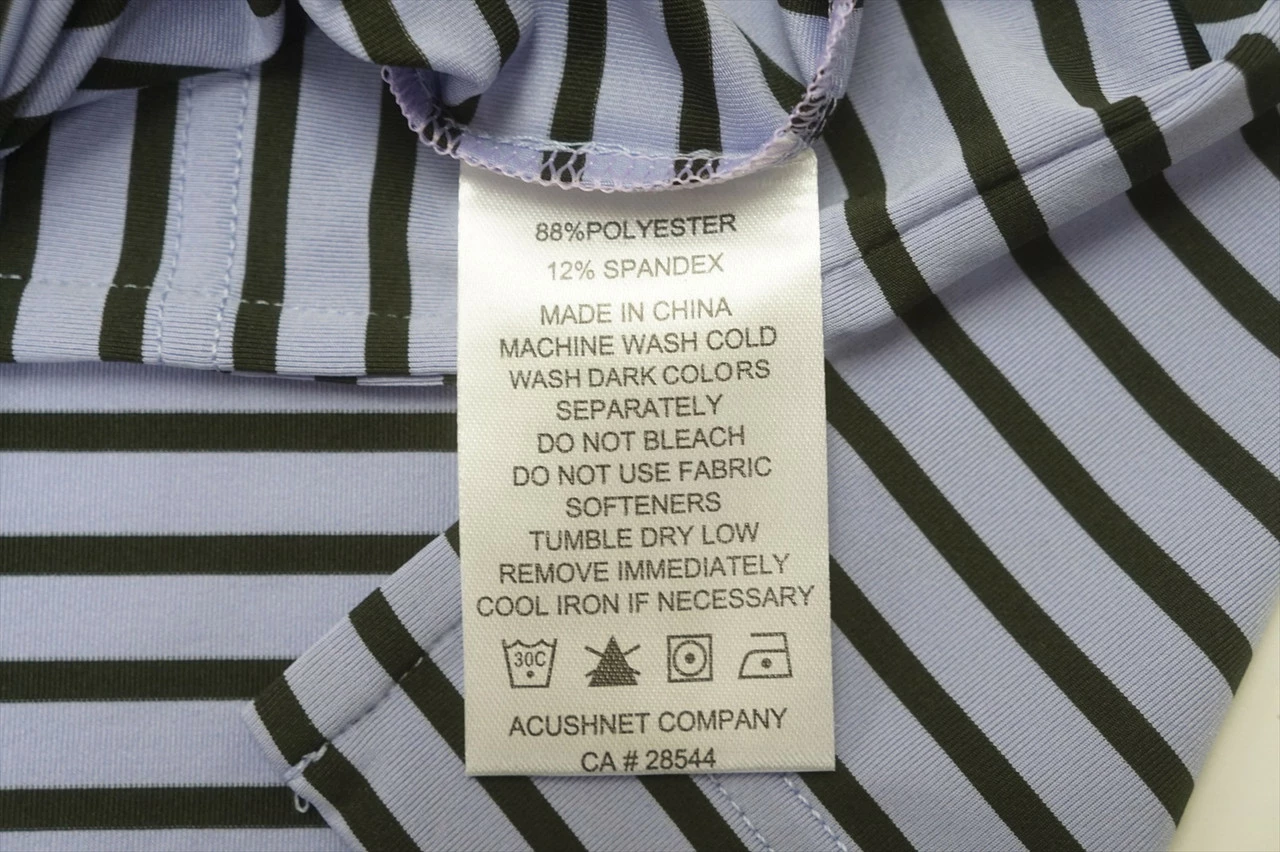 88%POLYESTER
12% SPANDEX
MADE IN CHINA
MACHINE WASH COLD
WASH DARK COLORS
SEPARATELY
DO NOT BLEACH
DO NOT USE FABRIC
SOFTENERS
TUMBLE DRY LOW
REMOVE IMMEDIATELY
COOL IRON IF NECESSARY
30C
ACUSHNET COMPANY
CA # 28544